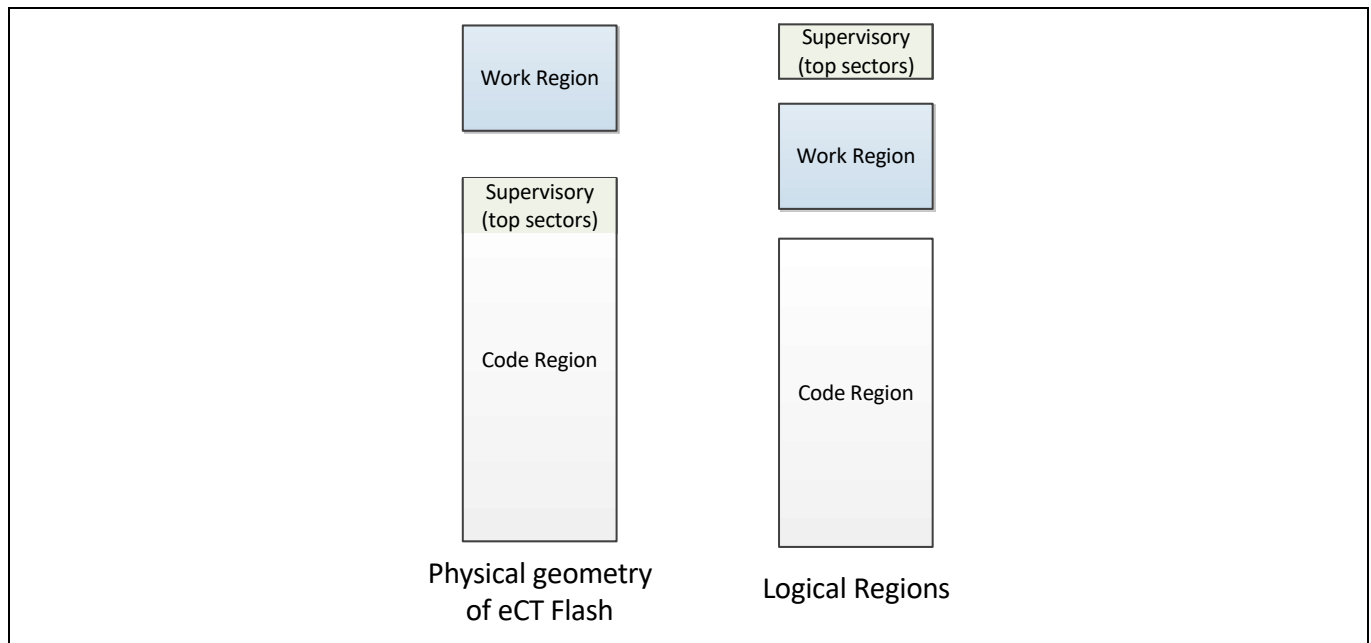 Work Region
Supervisory
(top sectors)
Code Region
Physical geometry
of eCT Flash
Supervisory
(top sectors)
Work Region
Code Region
Logical Regions